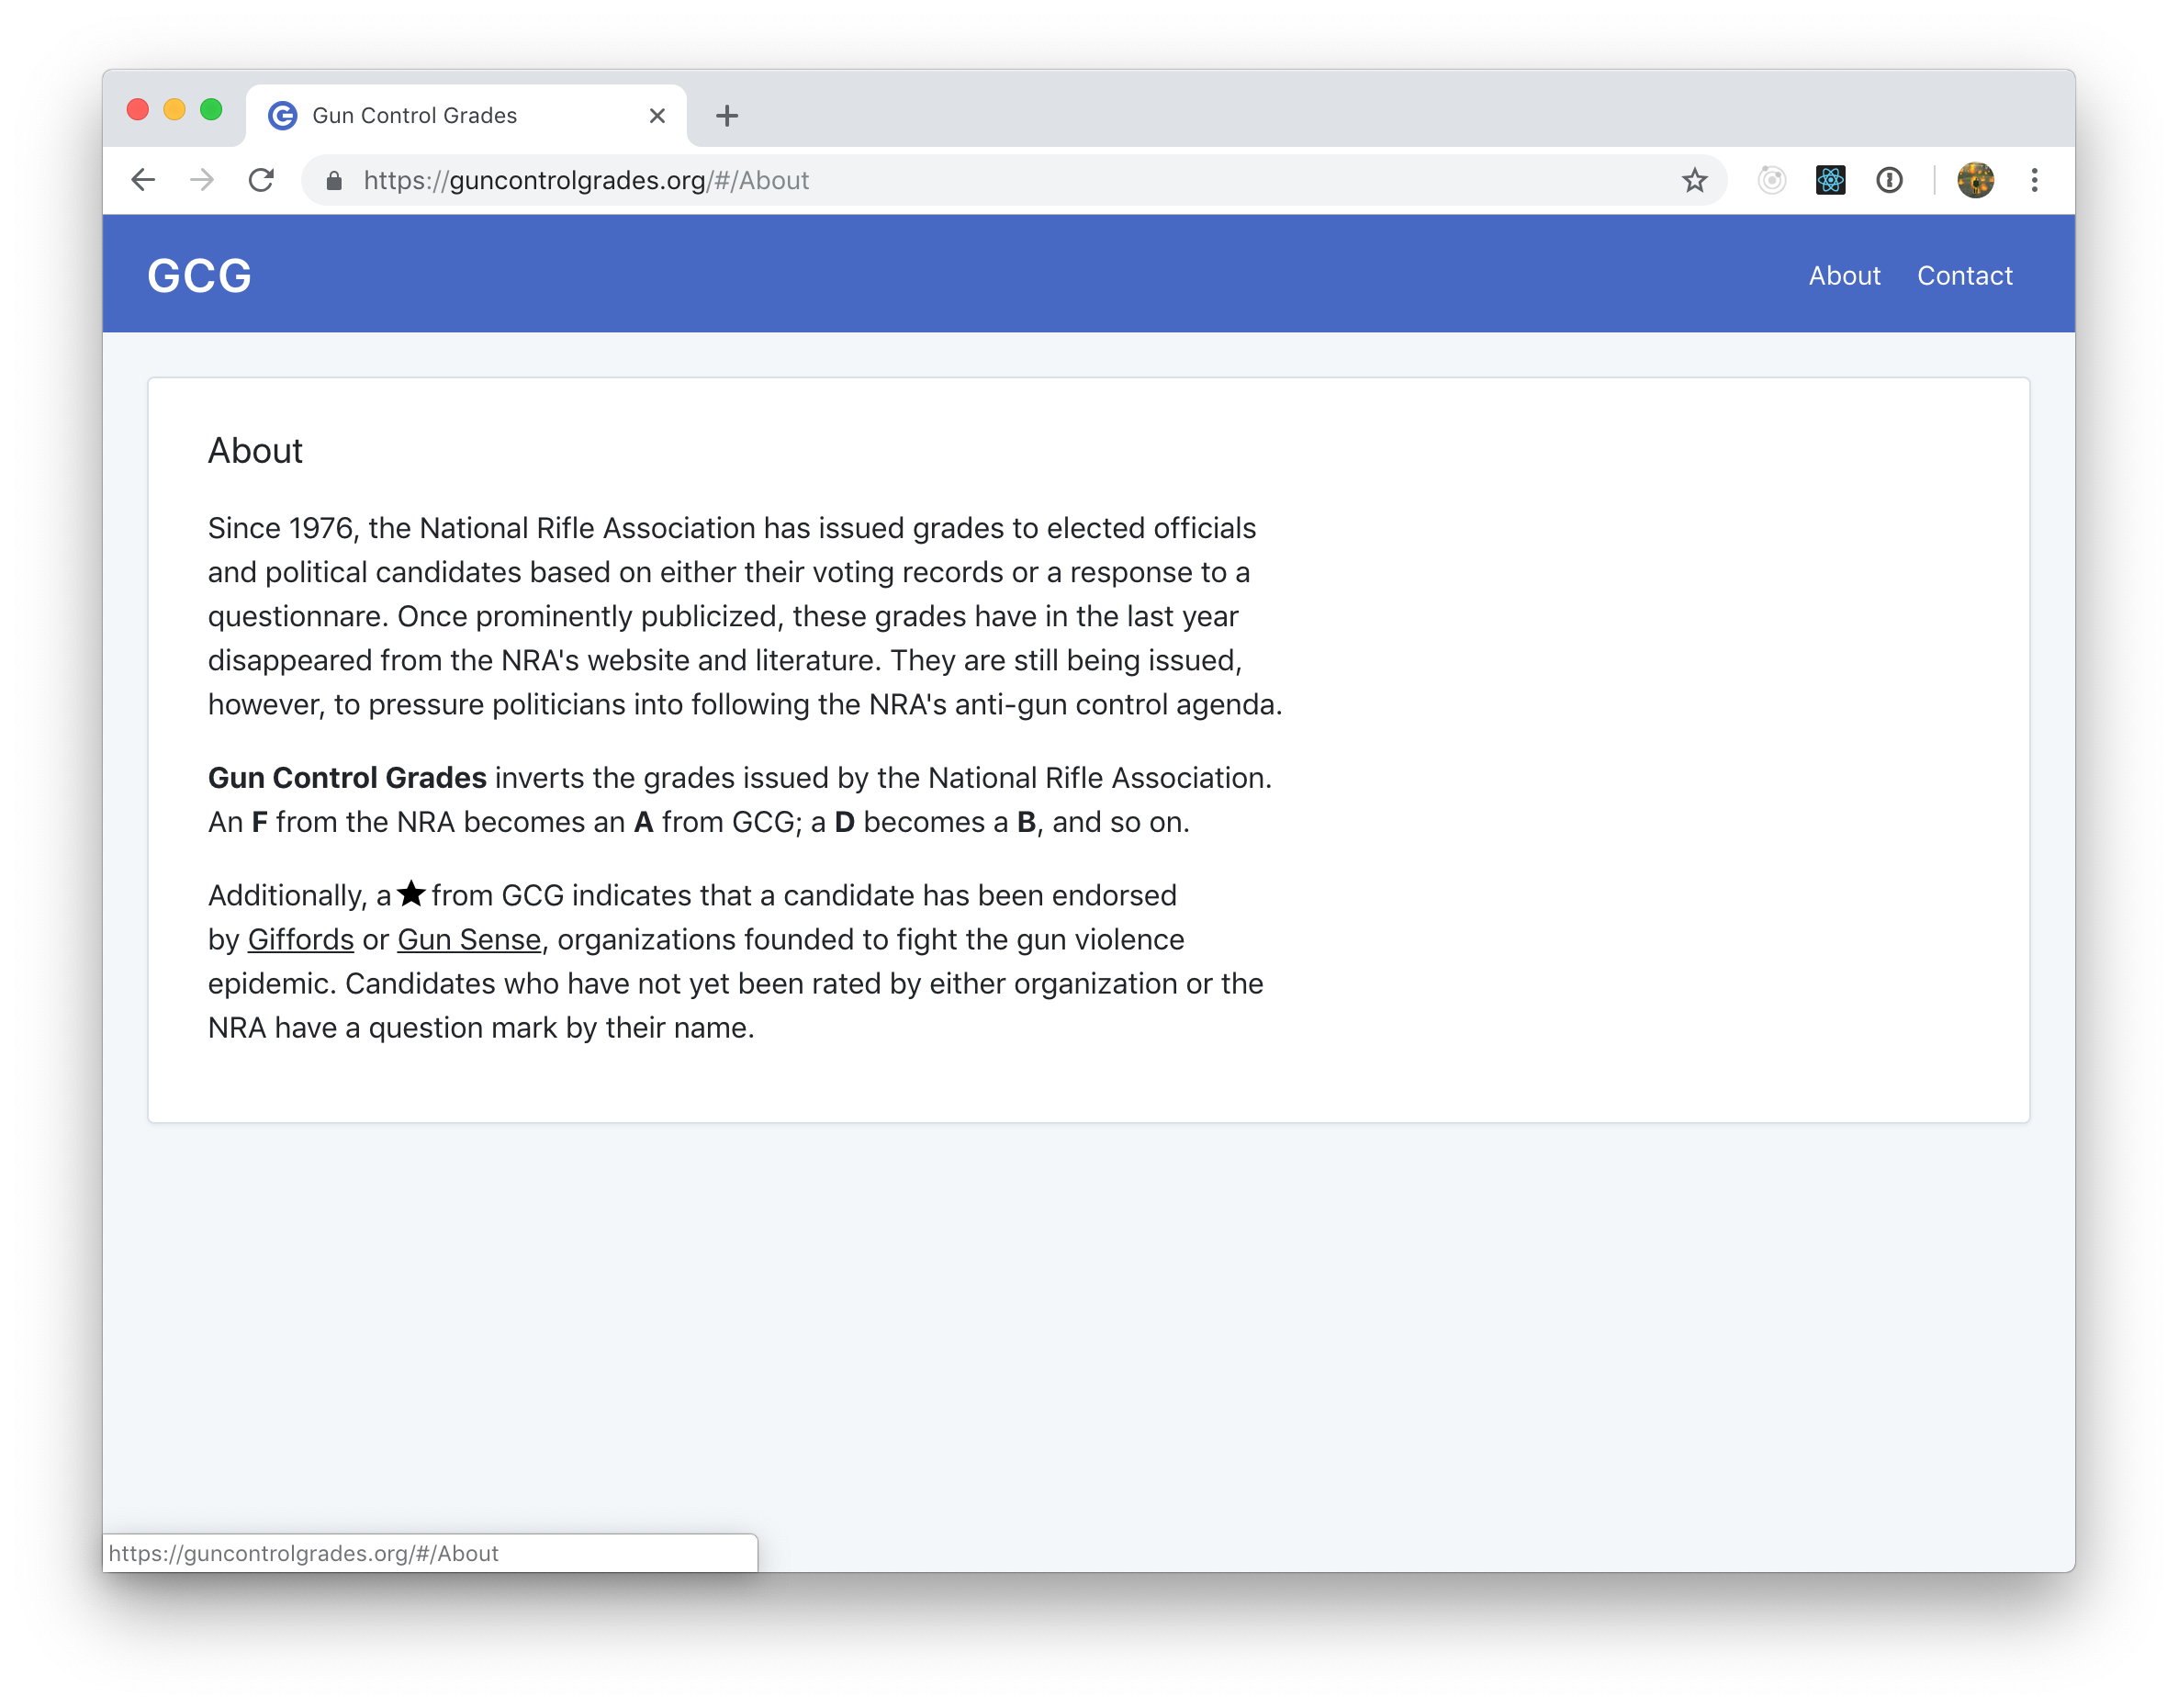 Gun Control Grades
https://guncontrolgrades.org/#/About
GCG
About Contact
About
Since 1976, the National Rifle Association has issued grades to elected officials
and political candidates based on either their voting records or a response to a
questionnare. Once prominently publicized, these grades have in the last year
disappeared from the NRA's website and literature. They are still being issued,
however, to pressure politicians into following the NRA's anti-gun control agenda.
Gun Control Grades inverts the grades issued by the National Rifle Association.
An F from the NRA becomes an A from GCG; a D becomes a B, and so on.
Additionally, a ★ from GCG indicates that a candidate has been endorsed
by Giffords or Gun Sense, organizations founded to fight the gun violence
epidemic. Candidates who have not yet been rated by either organization or the
NRA have a question mark by their name.
https://guncontrolgrades.org/#/About